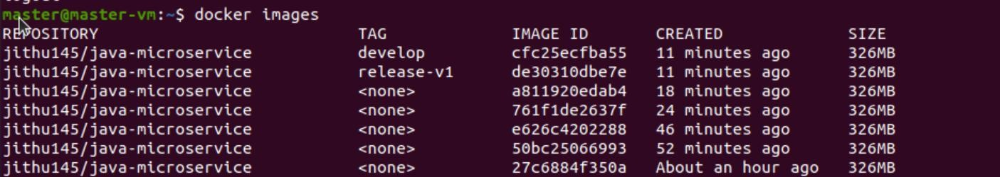 master@master-vm:~$ docker images
REPOSITORY TAG IMAGE ID CREATED SIZE
jithu145/java-microservice develop cfc25ecfba55 11 minutes ago 326MB
jithu145/java-microservice release-v1 de30310dbe7e 11 minutes ago 326MB
jithu145/java-microservice <none> a811920edab4 18 minutes ago 326MB
jithu145/java-microservice <none> 761f1de2637f 24 minutes ago 326MB
jithu145/java-microservice <none> e626c4202288 46 minutes ago 326MB
jithu145/java-microservice <none> 50bc25066993 52 minutes ago 326MB
jithu145/java-microservice <none> 27c6884f350a About an hour ago 326MB